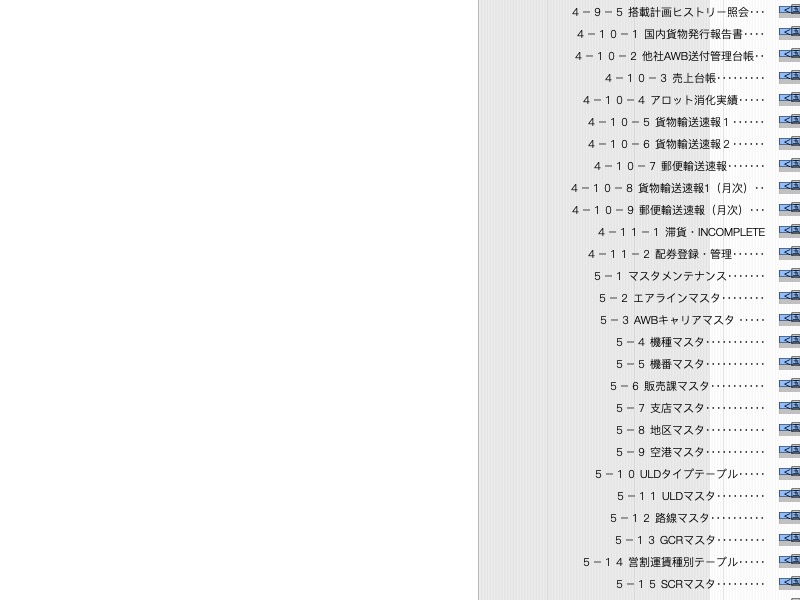 ４－９－５ 搭載計画ヒストリー照会･･･
４－１０－１ 国内貨物発行報告書････
４－１０－２ 他社AWB送付管理台帳･･
４－１０－３ 売上台帳･････････
４－１０－４ アロット消化実績･････
４－１０－５ 貨物輸送速報１･･････
４－１０－６ 貨物輸送速報２･･････
４－１０－７ 郵便輸送速報･･･････
４－１０－８ 貨物輸送速報1（月次）･･
４－１０－９ 郵便輸送速報（月次）･･･
４－１１－１ 滞貨・INCOMPLETE
４－１１－２ 配券登録・管理･･････
５－１ マスタメンテナンス･･･････
５－２ エアラインマスタ････････
５－３ AWBキャリアマスタ ･････
５－４ 機種マスタ･･････････
５－５ 機番マスタ･･････････
５－６ 販売課マスタ･････････
５－７ 支店マスタ･･････････
５－８ 地区マスタ･･････････
５－９ 空港マスタ･･････････
５－１０ ULDタイプテーブル･････
５－１１ ULDマスタ･････････
５－１２ 路線マスタ･････････
５－１３ GCRマスタ････････
５－１４ 営割運賃種別テーブル････
５－１５ SCRマスタ････････